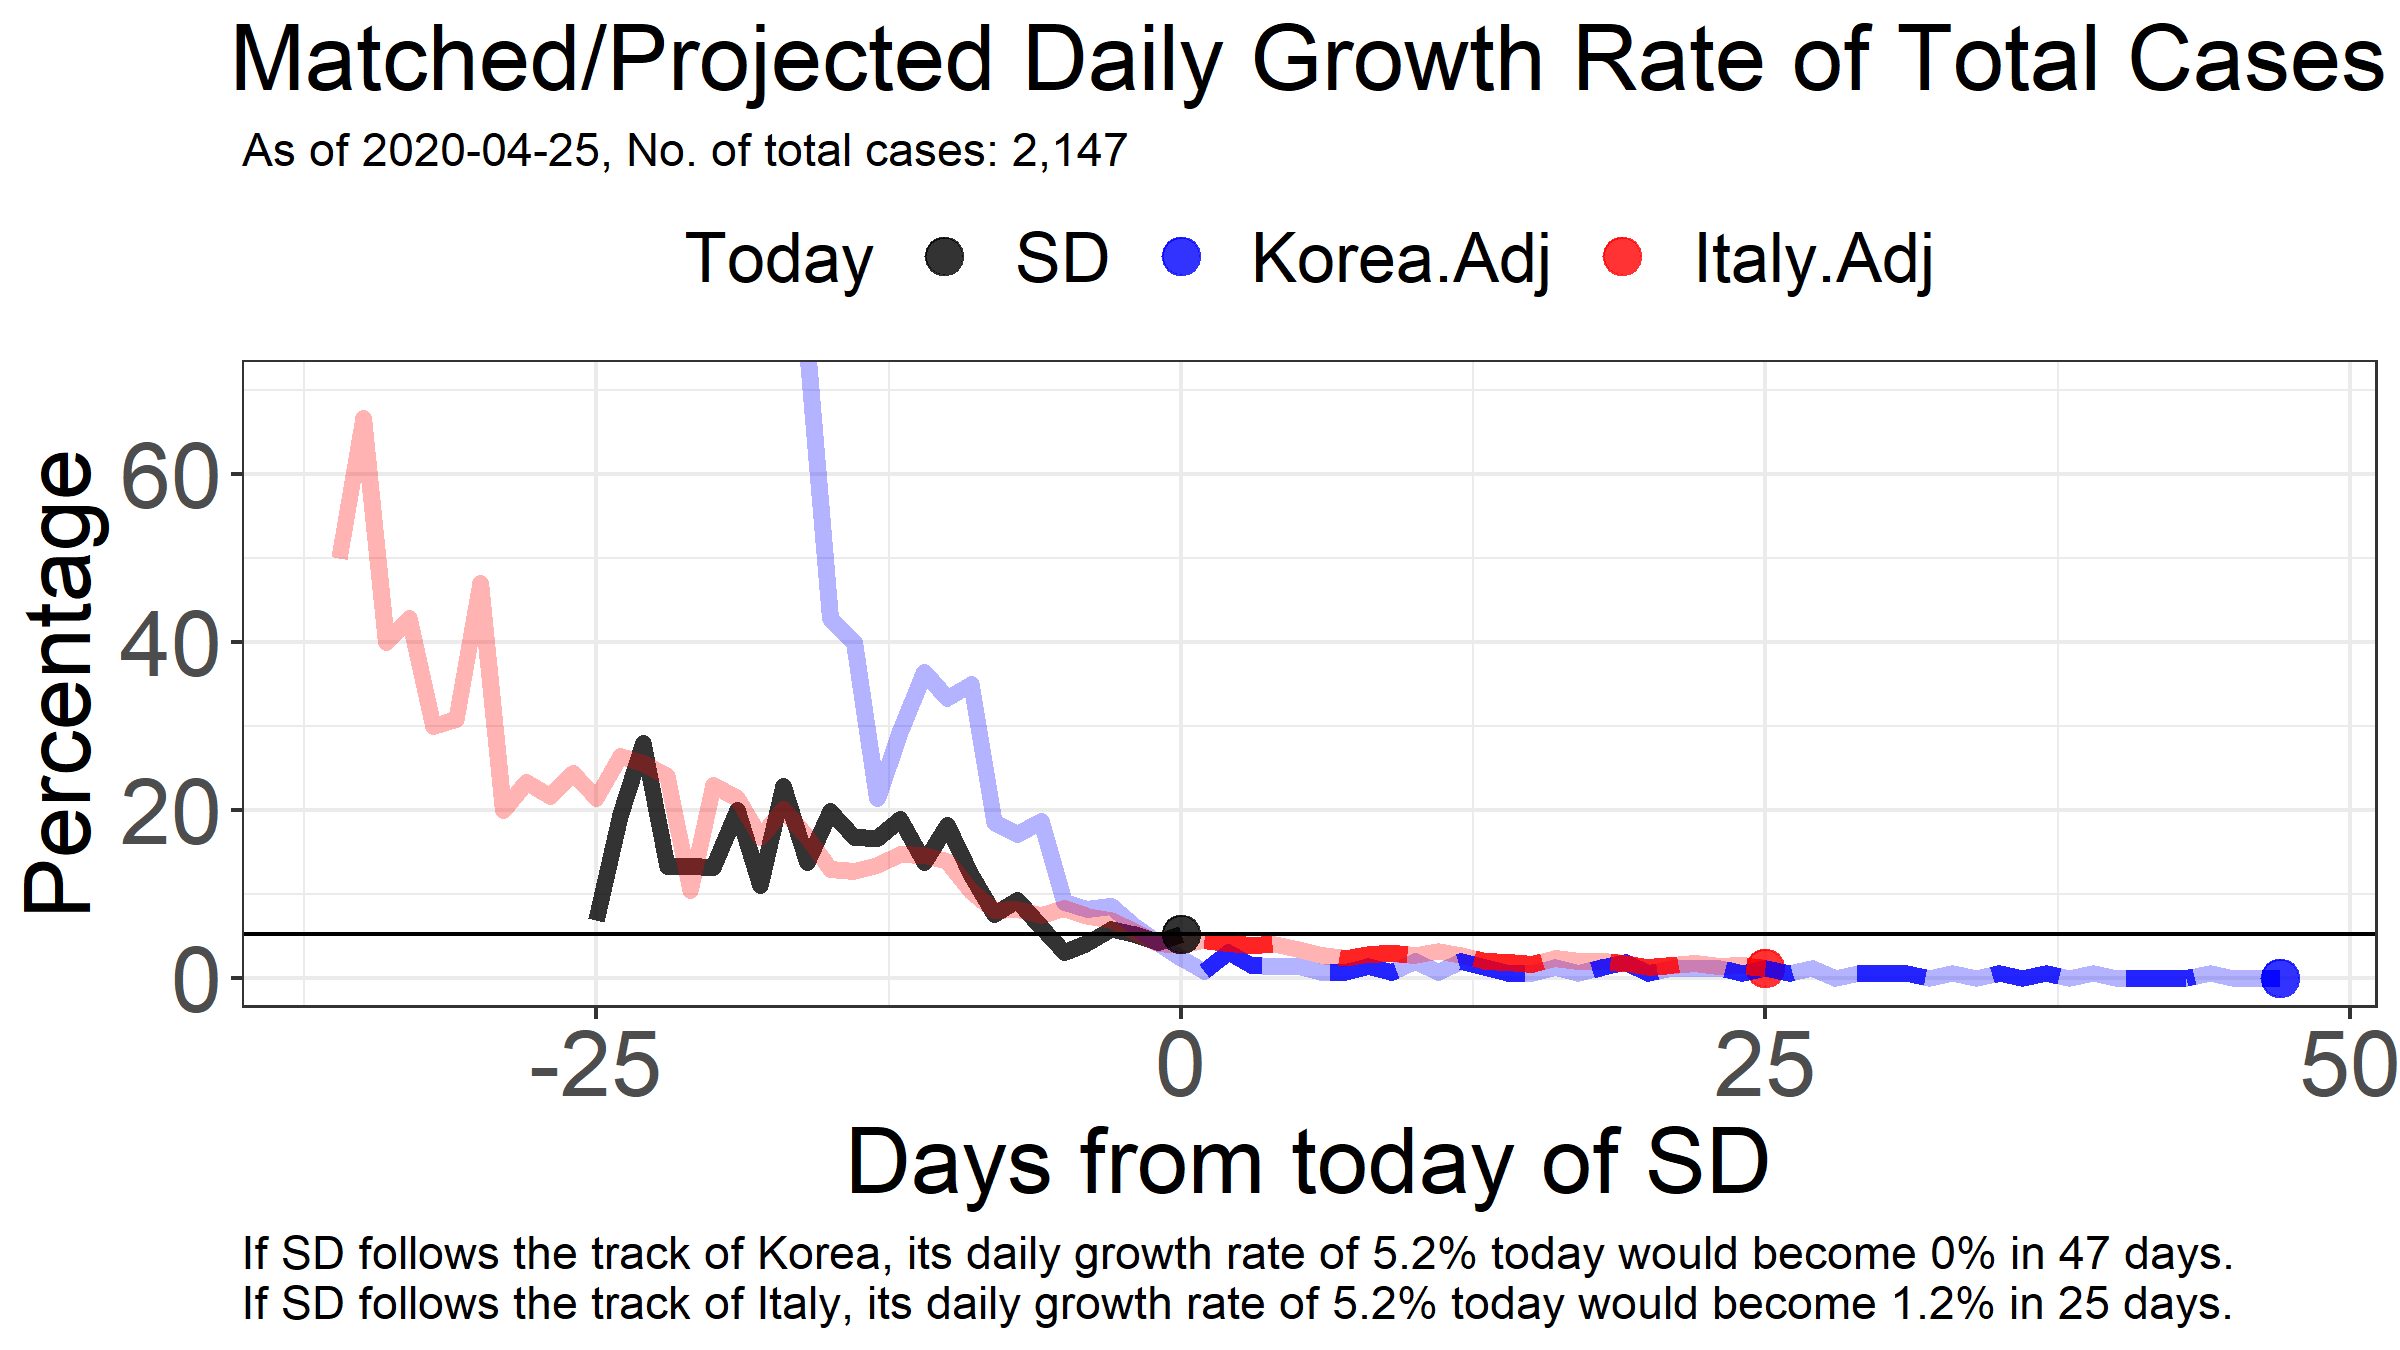 Matched/Projected Daily Growth Rate of Total Cases
As of 2020-04-25, No. of total cases: 2,147
Today SD Korea.Adj Italy.Adj
Percentage
60
40
20
0
-25 0 25 50
Days from today of SD
If SD follows the track of Korea, its daily growth rate of 5.2% today would become 0% in 47 days.
If SD follows the track of Italy, its daily growth rate of 5.2% today would become 1.2% in 25 days.